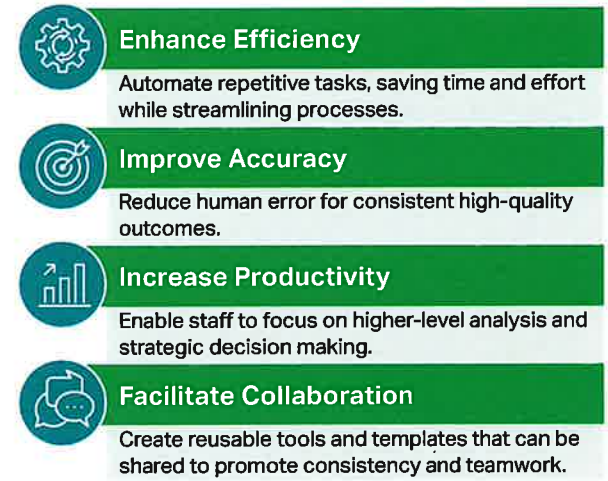 Enhance Efficiency
Automate repetitive tasks, saving time and effort
while streamlining processes.
Improve Accuracy
Reduce human error for consistent high-quality
outcomes.
Increase Productivity
Enable staff to focus on higher-level analysis and
strategic decision making.
Facilitate Collaboration
Create reusable tools and templates that can be
shared to promote consistency and teamwork.